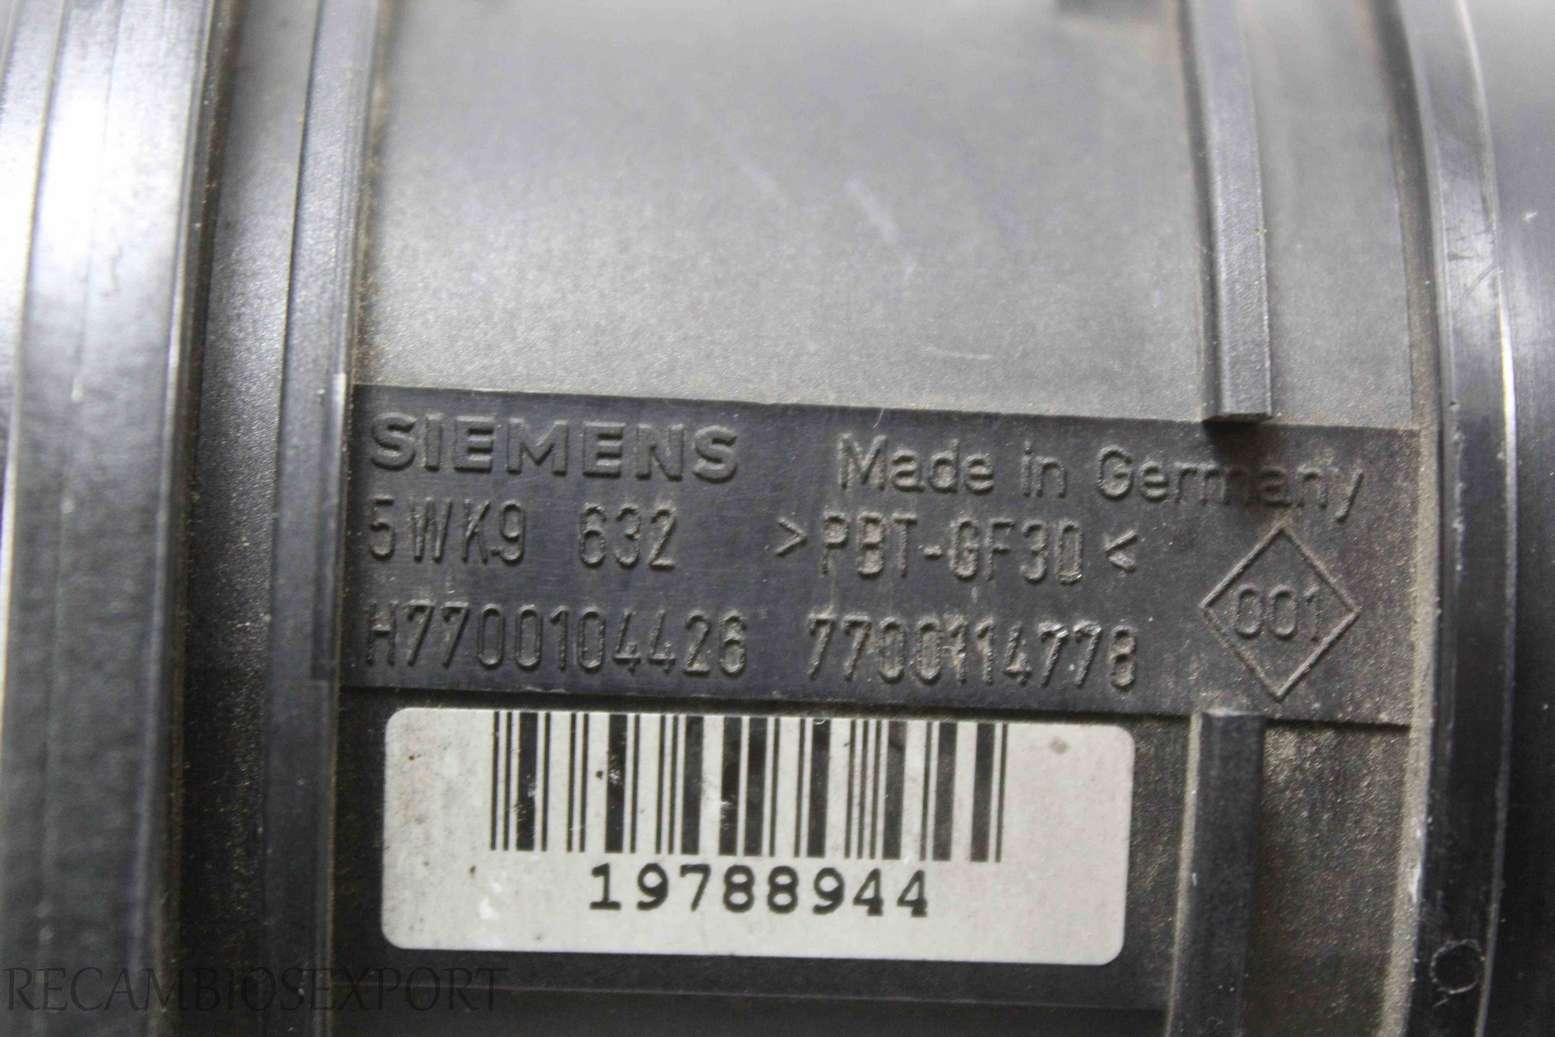 SIEMENS Made in Germany
5WK9 632 >PBT-GF30<
H7700104426 7700114778
001
19788944
RECAMBIOSEXPORT